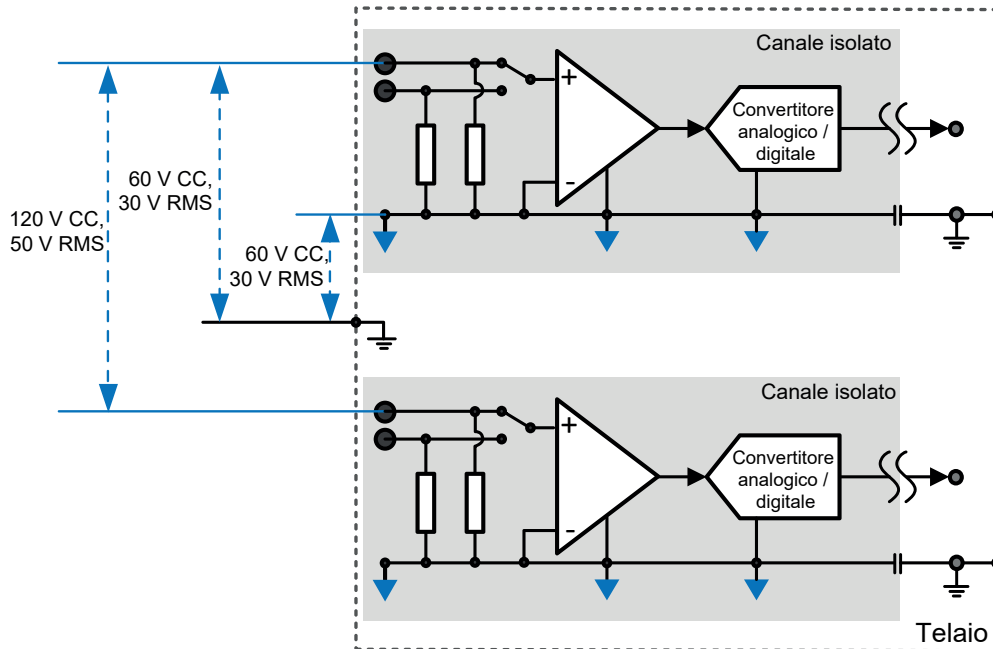 Canale isolato
+
-
Convertitore
analogico /
digitale
60 V CC,
30 V RMS
120 V CC,
50 V RMS
60 V CC,
30 V RMS
Canale isolato
+
-
Convertitore
analogico /
digitale
Telaio